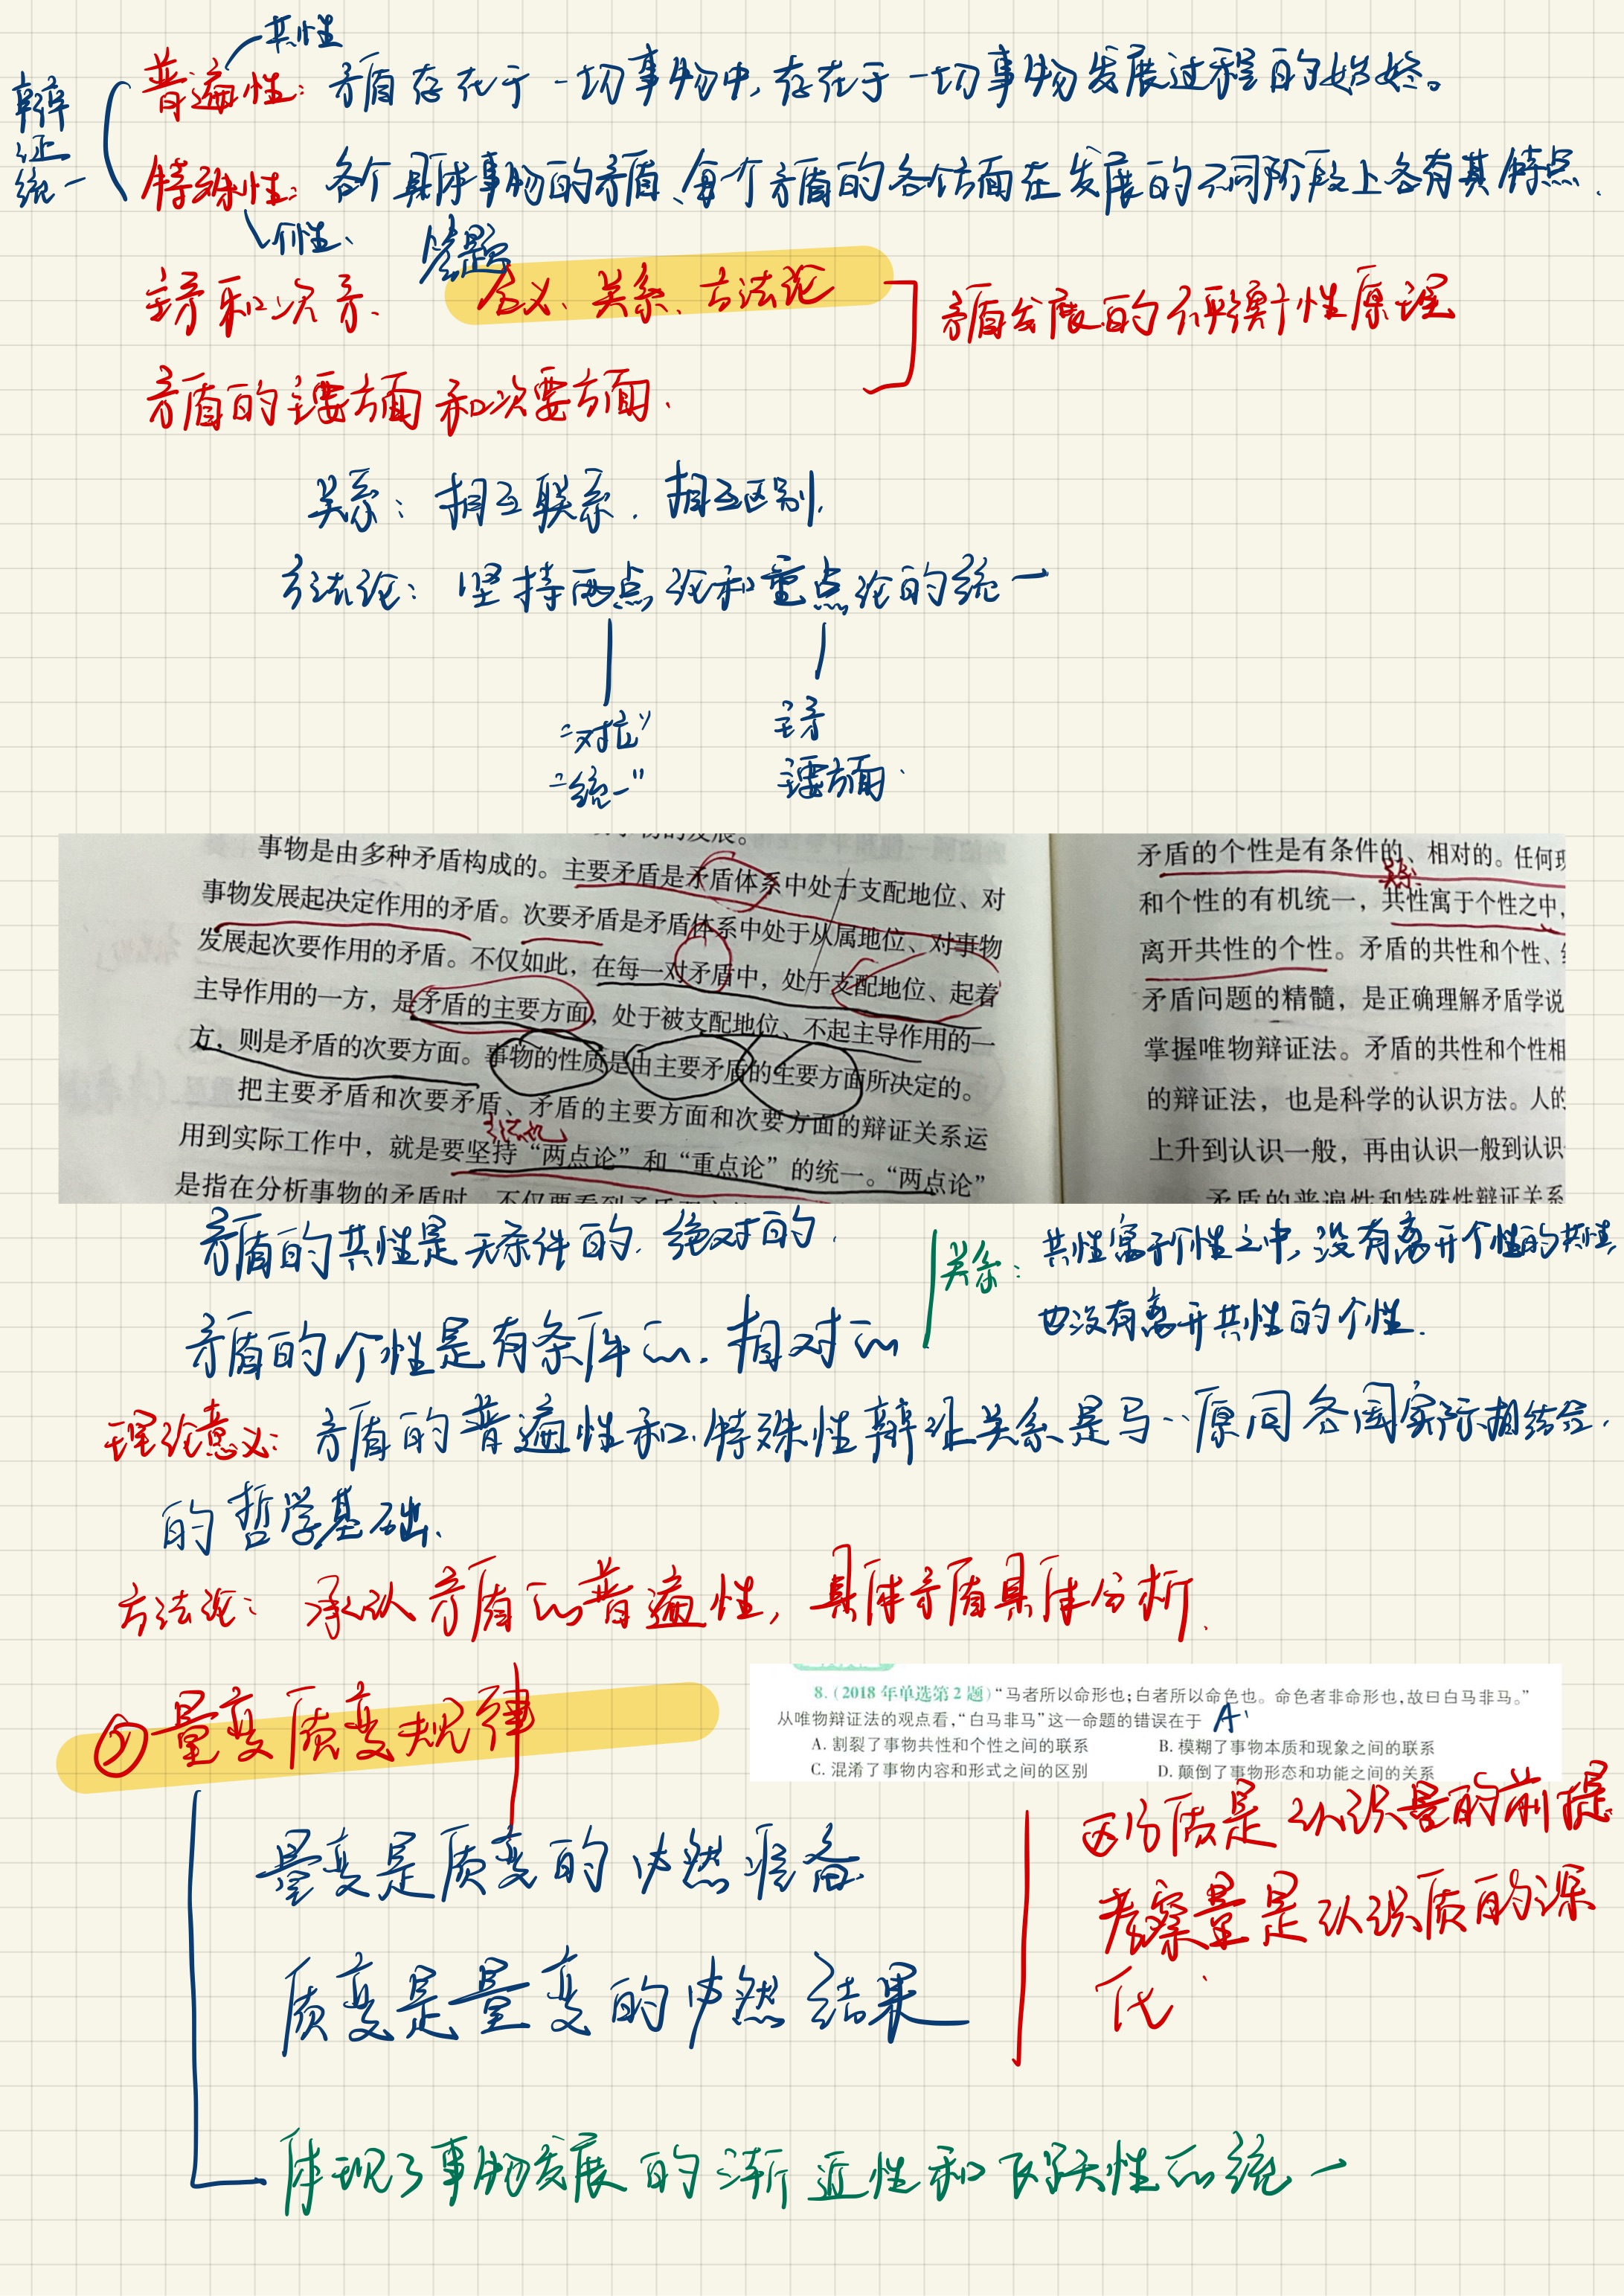 共性
普遍性：矛盾存在于一切事物中，存在于一切事物发展过程的始终。
辩证统一
特殊性：各个具体事物的矛盾、每个矛盾的各个方面在发展的不同阶段上各有其特点.
个性、
答题
主矛和次矛、 含义、关系、方法论
矛盾发展的不平衡性原理
矛盾的主要方面和次要方面.
关系：相互联系. 相互区别.
方法论：坚持两点论和重点论的统一
“对立” 主矛
“统一” 主要方面.
事物是由多种矛盾构成的。主要矛盾是矛盾体系中处于支配地位、对
事物发展起决定作用的矛盾。次要矛盾是矛盾体系中处于从属地位、对事物
发展起次要作用的矛盾。不仅如此，在每一对矛盾中，处于支配地位、起着
主导作用的一方，是矛盾的主要方面，处于被支配地位、不起主导作用的一
方，则是矛盾的次要方面。事物的性质是由主要矛盾的主要方面所决定的。
把主要矛盾和次要矛盾、矛盾的主要方面和次要方面的辩证关系运
方法论
用到实际工作中，就是要坚持“两点论”和“重点论”的统一。“两点论”
是指在分析事物的矛盾时，不仅要看到矛盾
矛盾的个性是有条件的、相对的。任何现
关系
和个性的有机统一，共性寓于个性之中，
离开共性的个性。矛盾的共性和个性、
矛盾问题的精髓，是正确理解矛盾学说
掌握唯物辩证法。矛盾的共性和个性相
的辩证法，也是科学的认识方法。人的
上升到认识一般，再由认识一般到认识
矛盾的普遍性和特殊性辩证关系
矛盾的共性是无条件的. 绝对的.
矛盾的个性是有条件的. 相对的
关系： 共性寓于个性之中，没有离开个性的共性，
也没有离开共性的个性.
理论意义：矛盾的普遍性和特殊性辩证关系是马…原同各国实际相结合.
的哲学基础.
方法论：承认矛盾的普遍性，具体矛盾具体分析.
8.（2018 年单选第 2 题）“马者所以命形也；白者所以命色也。命色者非命形也，故曰白马非马。”
从唯物辩证法的观点看，“白马非马”这一命题的错误在于 A
A. 割裂了事物共性和个性之间的联系 B. 模糊了事物本质和现象之间的联系
C. 混淆了事物内容和形式之间的区别 D. 颠倒了事物形态和功能之间的关系
②量变质变规律
量变是质变的必然准备.
质变是量变的必然结果
区分质是认识量的前提
考察量是认识质的深
化.
体现了事物发展的渐近性和飞跃性的统一